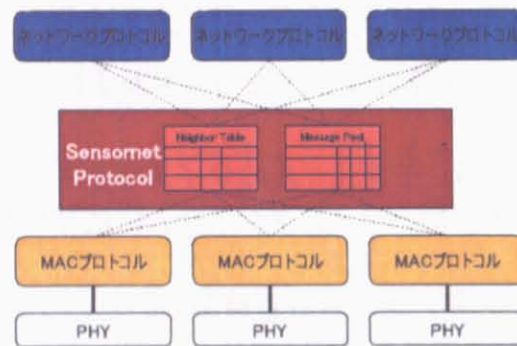 ネットワークプロトコル
ネットワークプロトコル
ネットワークプロトコル
Sensornet
Protocol
Neighbor Table
Message Pool
MACプロトコル
MACプロトコル
MACプロトコル
PHY
PHY
PHY